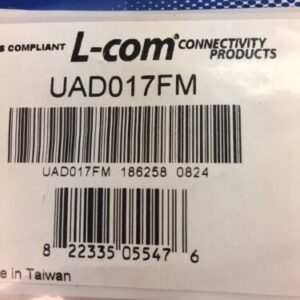 S COMPLIANT L-com® CONNECTIVITY PRODUCTS
UAD017FM
UAD017FM 186258 0824
8 22335 05547 6
e in Taiwan